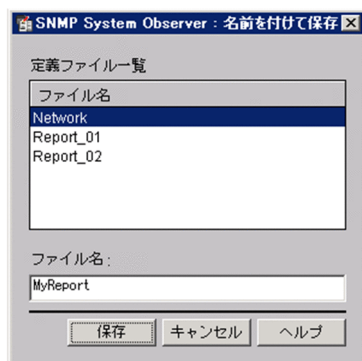 SNMP System Observer : 名前を付けて保存
定義ファイル一覧
ファイル名
Network
Report_01
Report_02
ファイル名 :
MyReport
保存 キャンセル ヘルプ